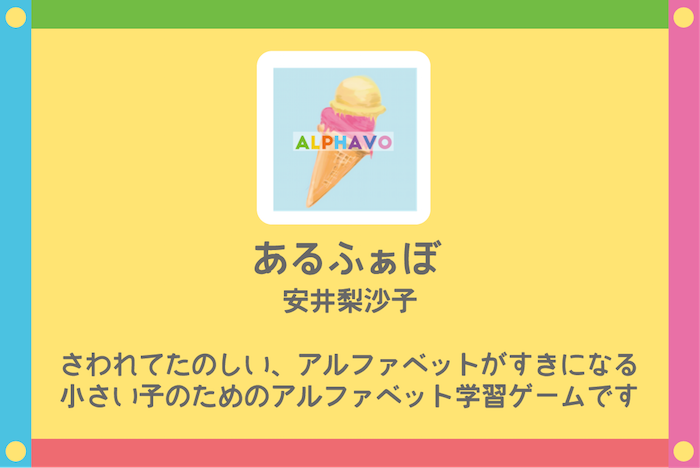 ALPHAVO
あるふぁぼ
安井梨沙子
さわれてたのしい、アルファベットがすきになる
小さい子のためのアルファベット学習ゲームです